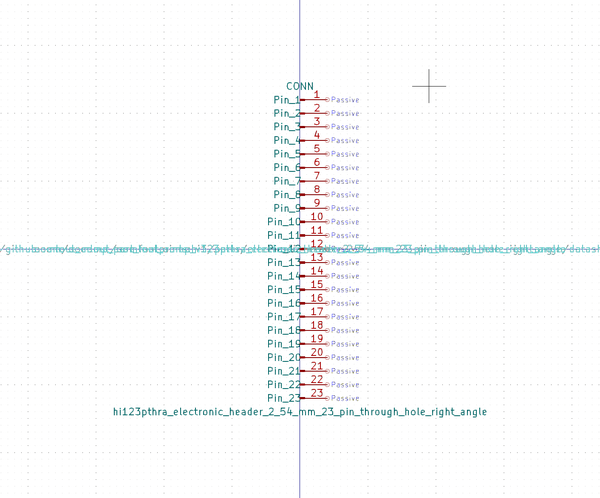 CONN
Pin_1 1 Passive
Pin_2 2 Passive
Pin_3 3 Passive
Pin_4 4 Passive
Pin_5 5 Passive
Pin_6 6 Passive
Pin_7 7 Passive
Pin_8 8 Passive
Pin_9 9 Passive
Pin_10 10 Passive
Pin_11 11 Passive
12
Pin_13 13 Passive
Pin_14 14 Passive
Pin_15 15 Passive
Pin_16 16 Passive
Pin_17 17 Passive
Pin_18 18 Passive
Pin_19 19 Passive
Pin_20 20 Passive
Pin_21 21 Passive
Pin_22 22 Passive
Pin_23 23 Passive
hi123pthra_electronic_header_2_54_mm_23_pin_through_hole_right_angle